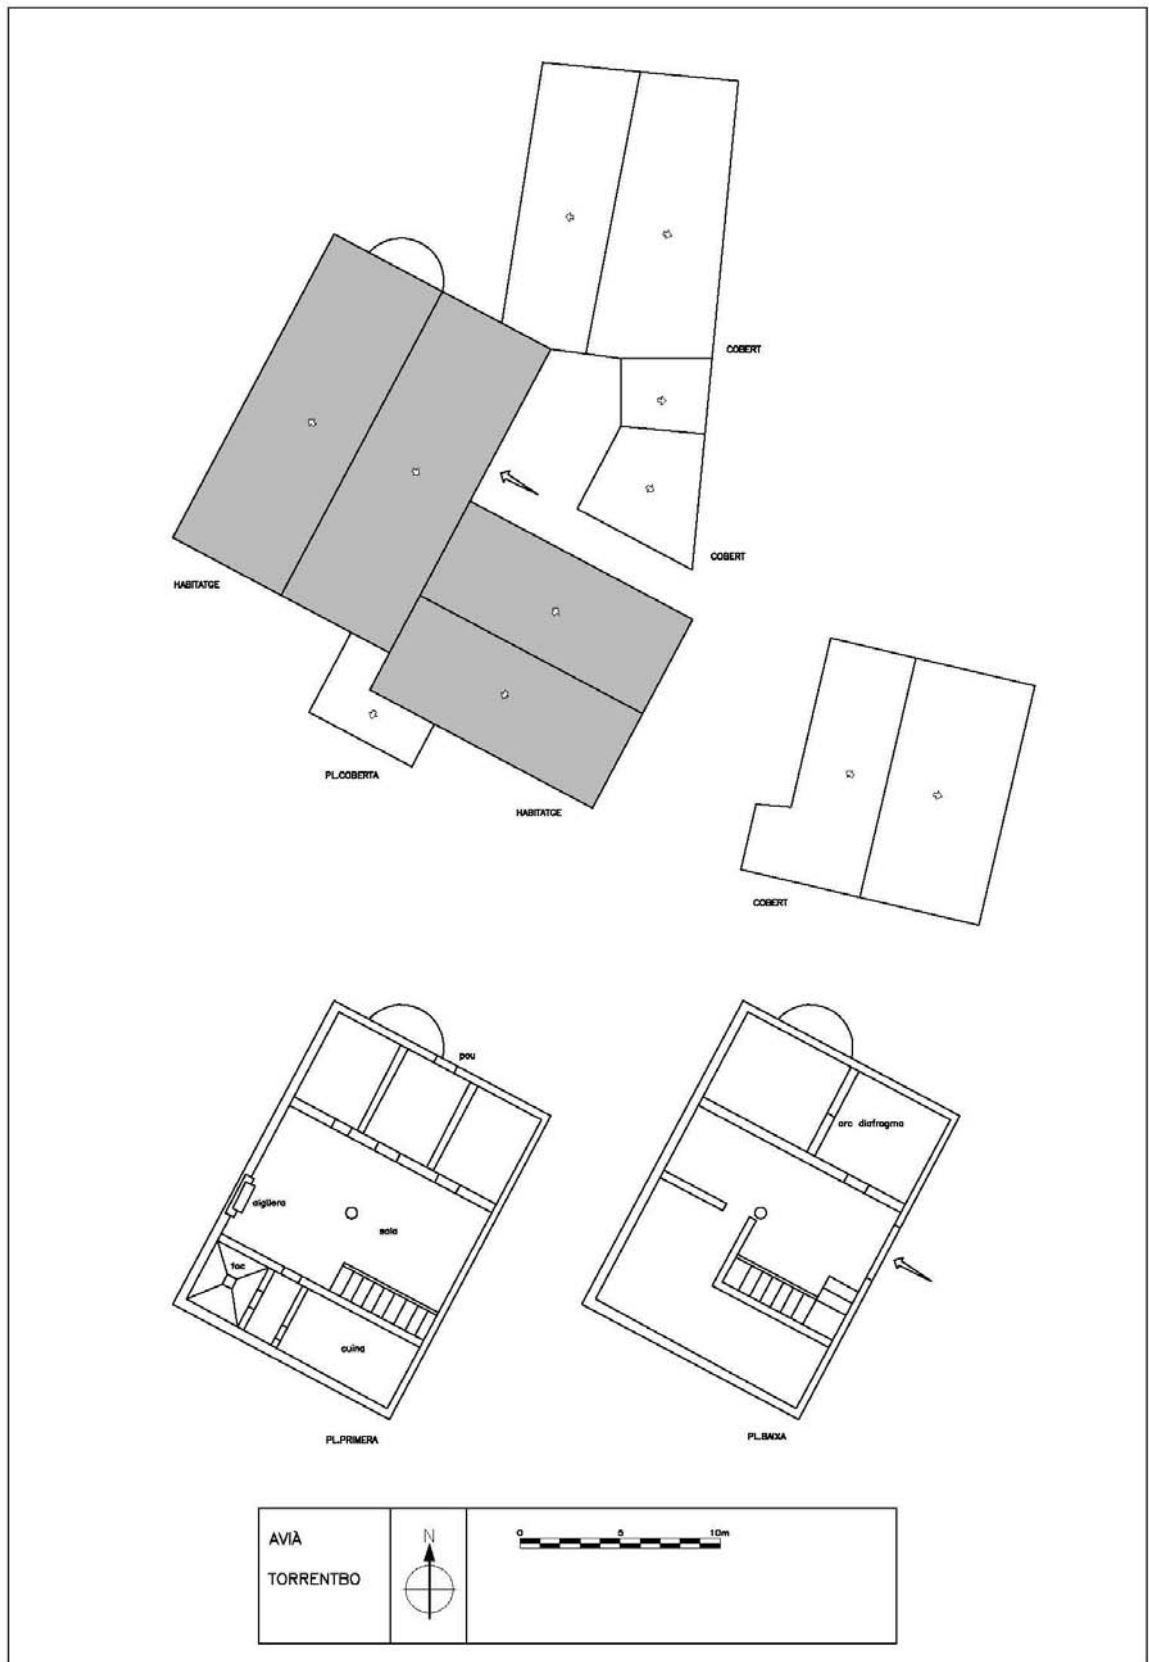 COBERT
COBERT
HABITATGE
PL.COBERTA
HABITATGE
COBERT
pou
aigüera
sala
foc
cuina
PL.PRIMERA
arc diafragma
PL.BAIXA
AVIÀ
TORRENTBO
N
0 5 10m